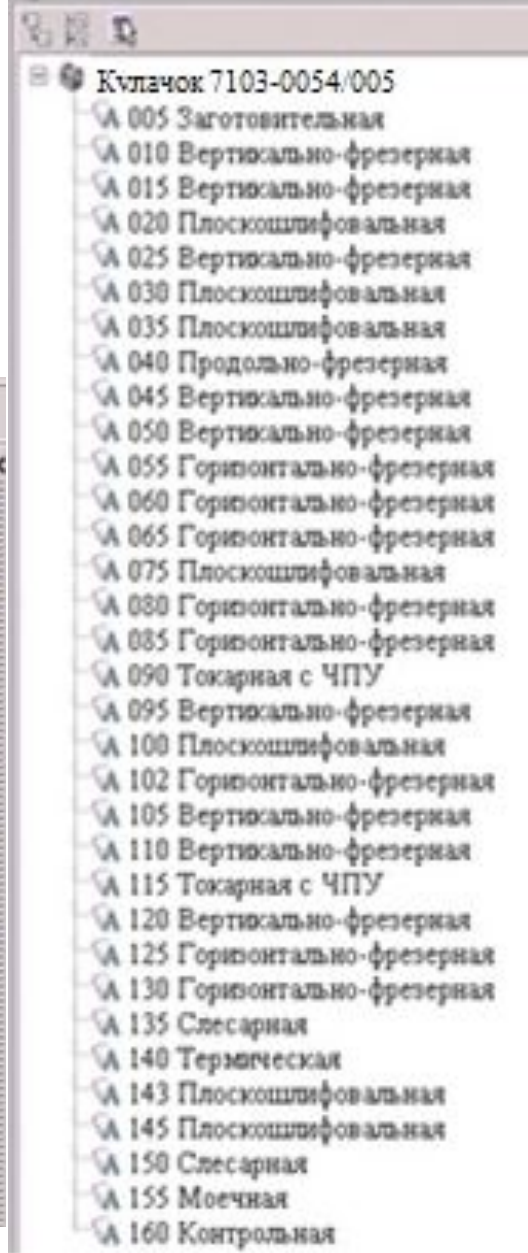 Кулачок 7103-0054/005
А 005 Заготовительная
А 010 Вертикально-фрезерная
А 015 Вертикально-фрезерная
А 020 Плоскошлифовальная
А 025 Вертикально-фрезерная
А 030 Плоскошлифовальная
А 035 Плоскошлифовальная
А 040 Продольно-фрезерная
А 045 Вертикально-фрезерная
А 050 Вертикально-фрезерная
А 055 Горизонтально-фрезерная
А 060 Горизонтально-фрезерная
А 065 Горизонтально-фрезерная
А 075 Плоскошлифовальная
А 080 Горизонтально-фрезерная
А 085 Горизонтально-фрезерная
А 090 Токарная с ЧПУ
А 095 Вертикально-фрезерная
А 100 Плоскошлифовальная
А 102 Горизонтально-фрезерная
А 105 Вертикально-фрезерная
А 110 Вертикально-фрезерная
А 115 Токарная с ЧПУ
А 120 Вертикально-фрезерная
А 125 Горизонтально-фрезерная
А 130 Горизонтально-фрезерная
А 135 Слесарная
А 140 Термическая
А 143 Плоскошлифовальная
А 145 Плоскошлифовальная
А 150 Слесарная
А 155 Моечная
А 160 Контрольная